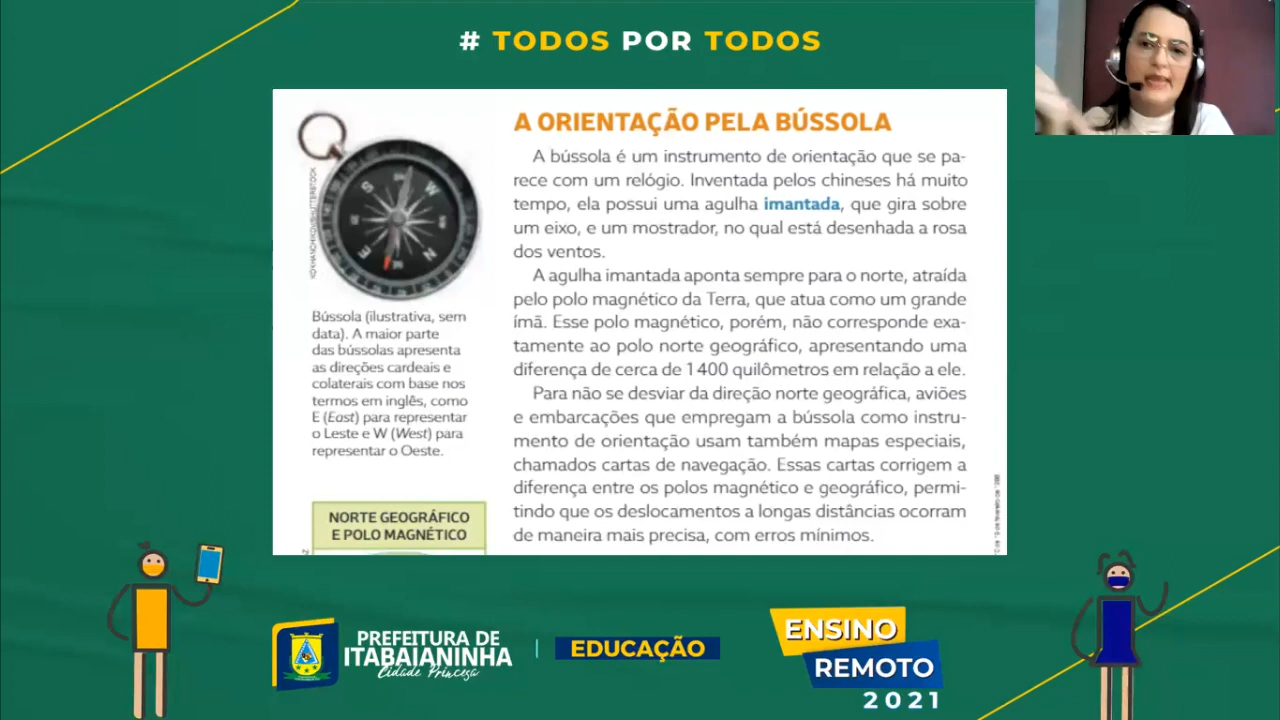 # TODOS POR TODOS
A ORIENTAÇÃO PELA BÚSSOLA
A bússola é um instrumento de orientação que se pa-
rece com um relógio. Inventada pelos chineses há muito
tempo, ela possui uma agulha imantada, que gira sobre
um eixo, e um mostrador, no qual está desenhada a rosa
dos ventos.
A agulha imantada aponta sempre para o norte, atraída
pelo polo magnético da Terra, que atua como um grande
ímã. Esse polo magnético, porém, não corresponde exa-
tamente ao polo norte geográfico, apresentando uma
diferença de cerca de 1400 quilômetros em relação a ele.
Para não se desviar da direção norte geográfica, aviões
e embarcações que empregam a bússola como instru-
mento de orientação usam também mapas especiais,
chamados cartas de navegação. Essas cartas corrigem a
diferença entre os polos magnético e geográfico, permi-
tindo que os deslocamentos a longas distâncias ocorram
de maneira mais precisa, com erros mínimos.
S
W
E
N
Bússola (ilustrativa, sem
data). A maior parte
das bússolas apresenta
as direções cardeais e
colaterais com base nos
termos em inglês, como
E (East) para representar
o Leste e W (West) para
representar o Oeste.
NORTE GEOGRÁFICO
E POLO MAGNÉTICO
PREFEITURA DE
ITABAIANINHA
Cidade Princesa
EDUCAÇÃO
ENSINO
REMOTO
2021